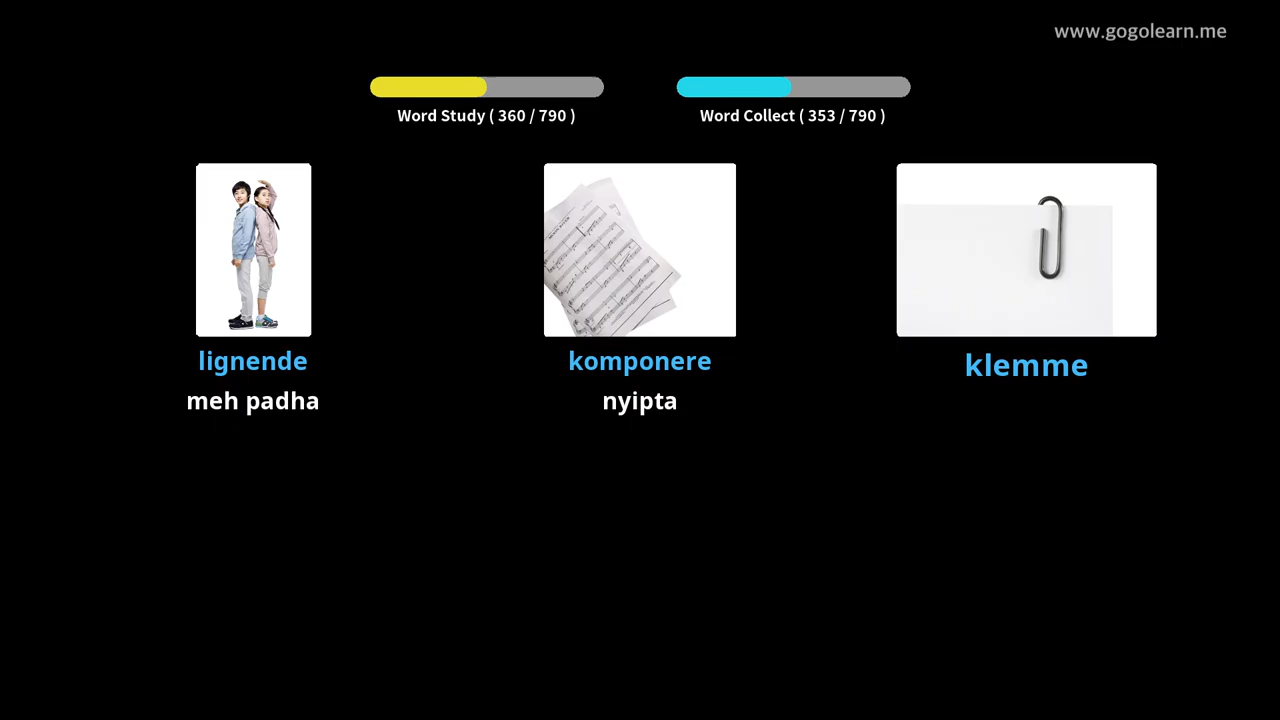 www.gogolearn.me
Word Study ( 360 / 790 )
Word Collect ( 353 / 790 )
lignende
meh padha
komponere
nyipta
klemme